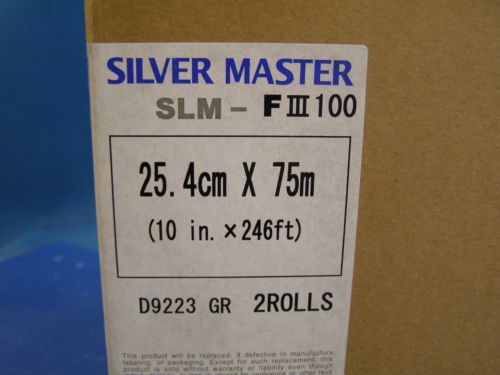 SILVER MASTER
SLM - F III 100
25.4cm X 75m
(10 in. ×246ft)
D9223 GR 2ROLLS
This product will be replaced, if defective in manufacture,
labeling, or packaging. Except for such replacement, this
product is sold without warranty or liability even though